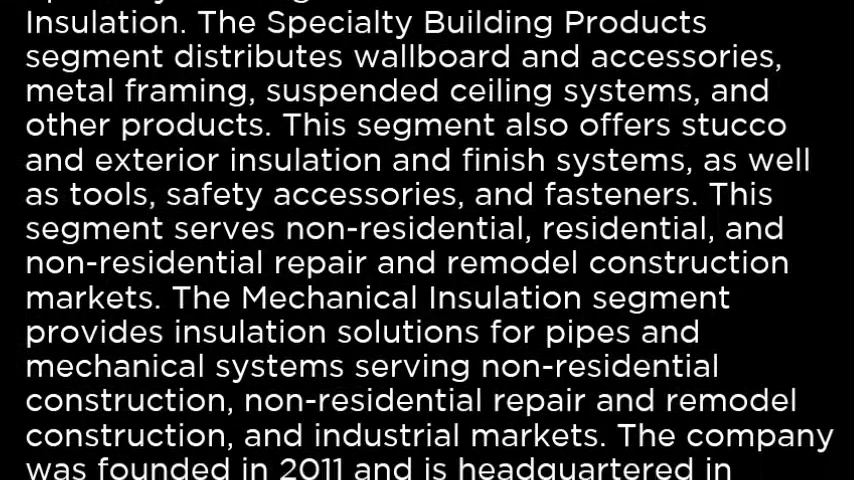 Insulation. The Specialty Building Products
segment distributes wallboard and accessories,
metal framing, suspended ceiling systems, and
other products. This segment also offers stucco
and exterior insulation and finish systems, as well
as tools, safety accessories, and fasteners. This
segment serves non-residential, residential, and
non-residential repair and remodel construction
markets. The Mechanical Insulation segment
provides insulation solutions for pipes and
mechanical systems serving non-residential
construction, non-residential repair and remodel
construction, and industrial markets. The company
was founded in 2011 and is headquartered in